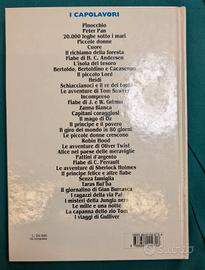 I CAPOLAVORI
Pinocchio
Peter Pan
20.000 leghe sotto i mari
Piccole donne
Cuore
Il richiamo della foresta
Fiabe di H. C. Andersen
L'isola del tesoro
Bertoldo, Bertoldino e Cacasenno
Il piccolo Lord
Heidi
Schiaccianoci e il re dei topi
Le avventure di Tom Sawyer
Incompreso
Fiabe di J. e W. Grimm
Zanna Bianca
Capitani coraggiosi
Il mago di Oz
Il principe e il povero
Il giro del mondo in 80 giorni
Le piccole donne crescono
Robin Hood
Le avventure di Oliver Twist
Alice nel paese delle meraviglie
Pattini d'argento
Fiabe di C. Perrault
Le avventure di Sherlock Holmes
Il principe felice e altre fiabe
Senza famiglia
Taras Bul'ba
Il giornalino di Gian Burrasca
I ragazzi della via Pal
I misteri della Jungla nera
Le mille e una notte
La capanna dello zio Tom
I viaggi di Gulliver
subito